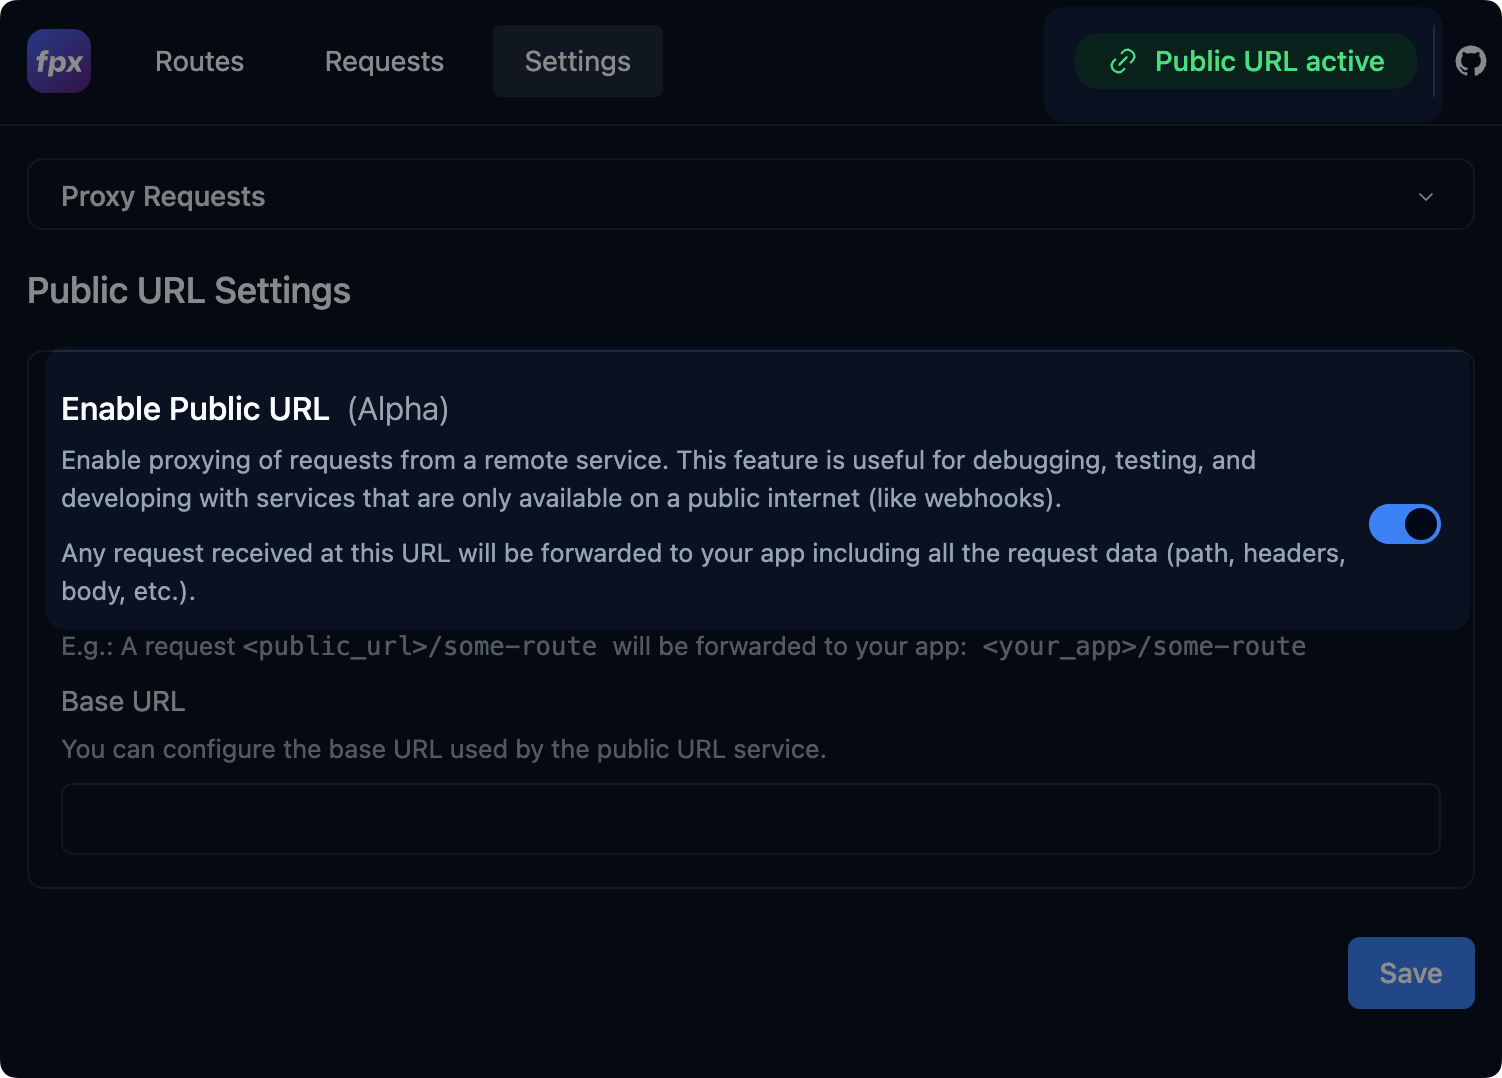 fpx
Routes
Requests
Settings
Public URL active
Proxy Requests
Public URL Settings
Enable Public URL (Alpha)
Enable proxying of requests from a remote service. This feature is useful for debugging, testing, and
developing with services that are only available on a public internet (like webhooks).
Any request received at this URL will be forwarded to your app including all the request data (path, headers,
body, etc.).
E.g.: A request <public_url>/some-route will be forwarded to your app: <your_app>/some-route
Base URL
You can configure the base URL used by the public URL service.
Save